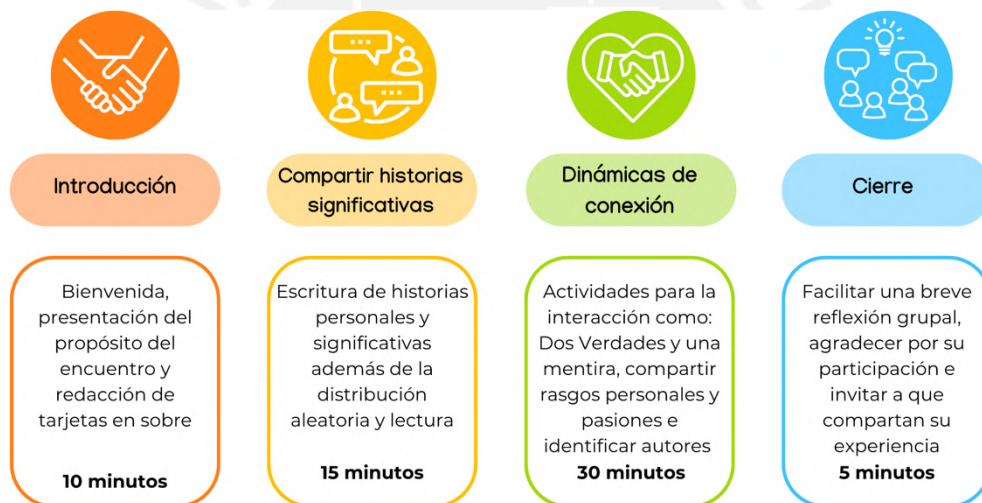 Introducción
Bienvenida,
presentación del
propósito del
encuentro y
redacción de
tarjetas en sobre
10 minutos
Compartir historias
significativas
Escritura de historias
personales y
significativas
además de la
distribución
aleatoria y lectura
15 minutos
Dinámicas de
conexión
Actividades para la
interacción como:
Dos Verdades y una
mentira, compartir
rasgos personales y
pasiones e
identificar autores
30 minutos
Cierre
Facilitar una breve
reflexión grupal,
agradecer por su
participación e
invitar a que
compartan su
experiencia
5 minutos